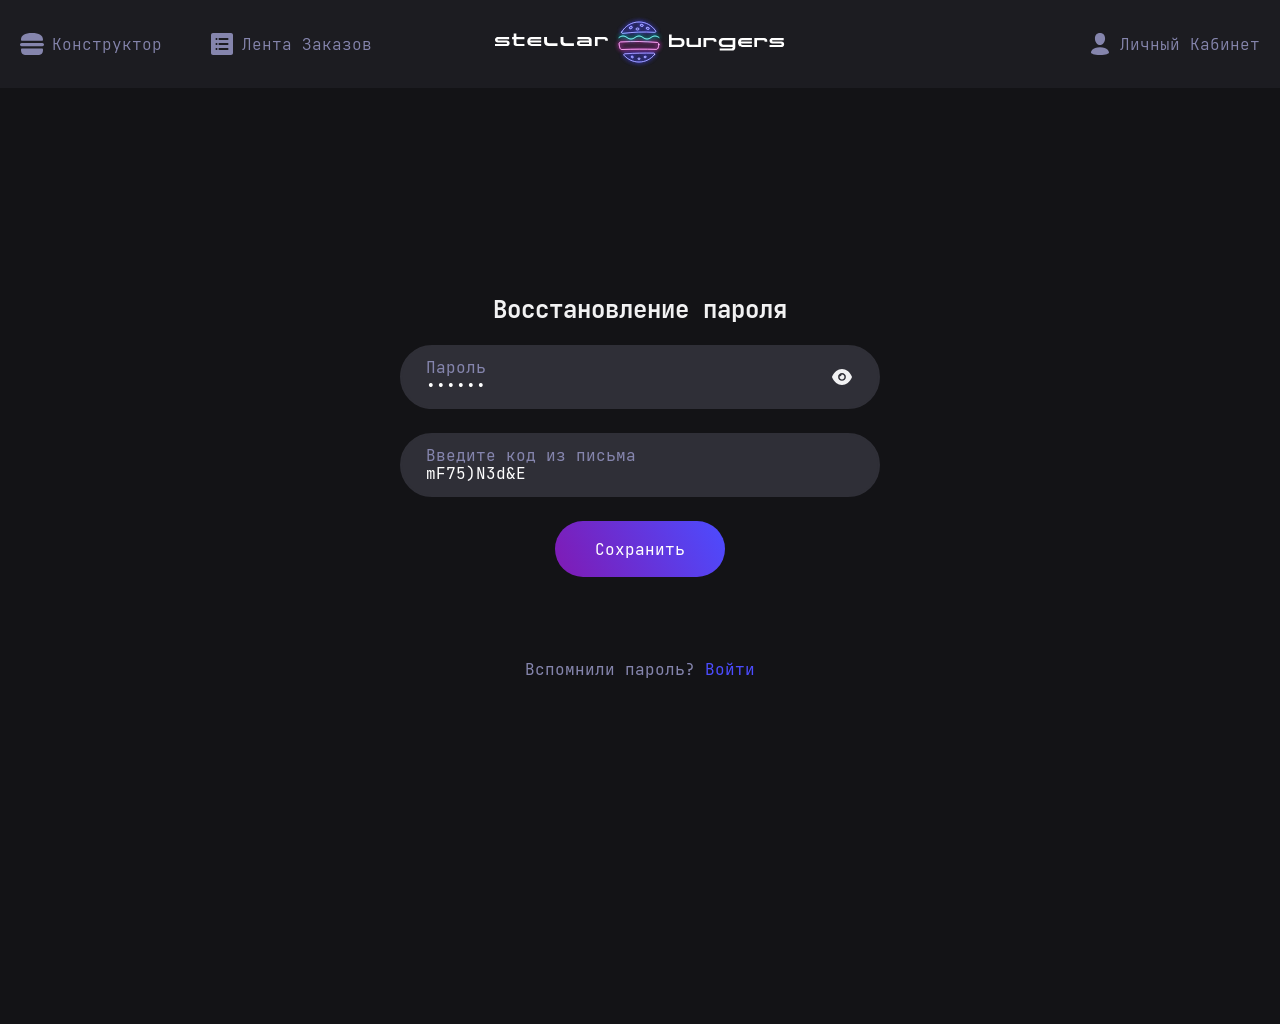 Конструктор
Лента Заказов
stellar burgers
Личный Кабинет
Восстановление пароля
Пароль
••••••
Введите код из письма
mF75)N3d&E
Сохранить
Вспомнили пароль? Войти